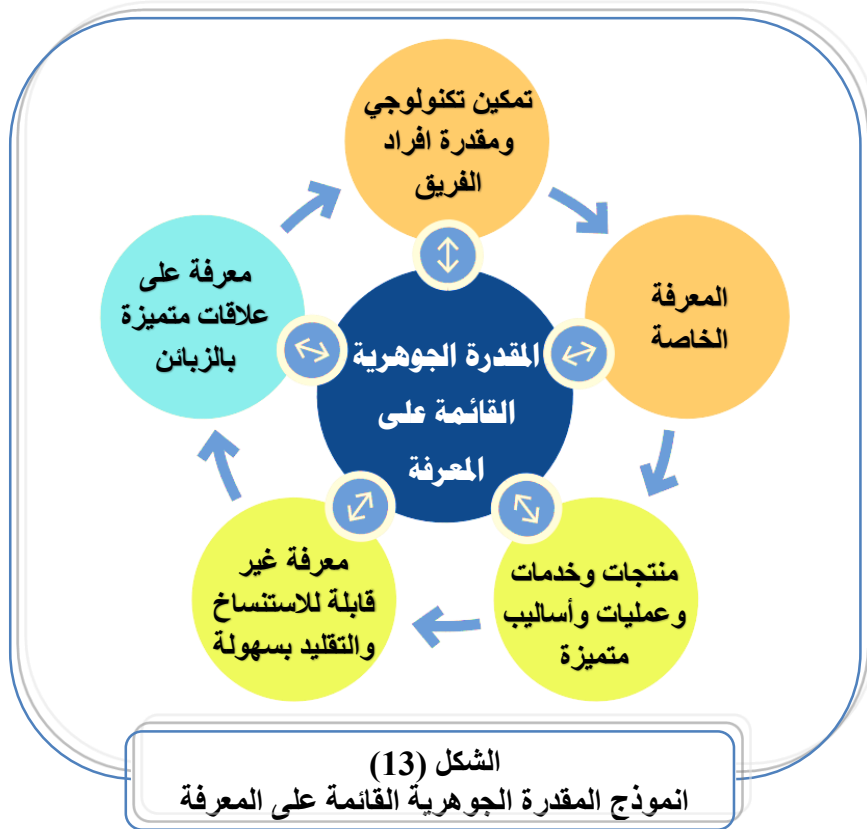 تمكين تكنولوجي
ومقدرة افراد
الفريق
المعرفة
الخاصة
منتجات وخدمات
وعمليات وأساليب
متميزة
معرفة غير
قابلة للاستنساخ
والتقليد بسهولة
معرفة على
علاقات متميزة
بالزبائن
المقدرة الجوهرية
القائمة على
المعرفة
الشكل (13)
انموذج المقدرة الجوهرية القائمة على المعرفة